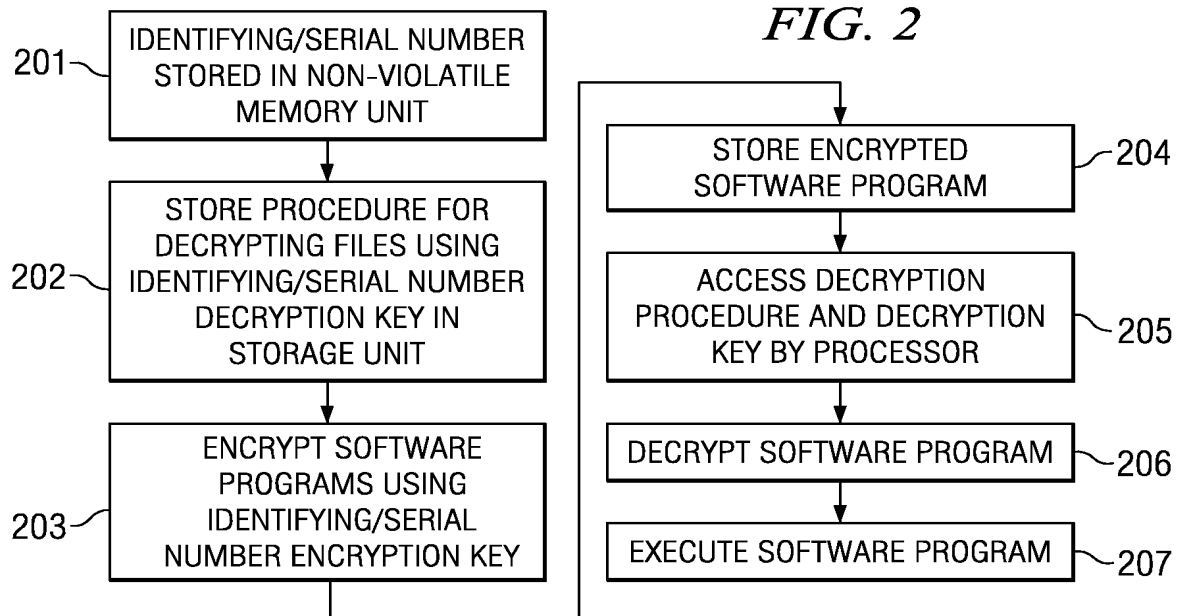 FIG. 2
201
IDENTIFYING/SERIAL NUMBER
STORED IN NON-VIOLATILE
MEMORY UNIT
202
STORE PROCEDURE FOR
DECRYPTING FILES USING
IDENTIFYING/SERIAL NUMBER
DECRYPTION KEY IN
STORAGE UNIT
203
ENCRYPT SOFTWARE
PROGRAMS USING
IDENTIFYING/SERIAL
NUMBER ENCRYPTION KEY
STORE ENCRYPTED
SOFTWARE PROGRAM
204
ACCESS DECRYPTION
PROCEDURE AND DECRYPTION
KEY BY PROCESSOR
205
DECRYPT SOFTWARE PROGRAM
206
EXECUTE SOFTWARE PROGRAM
207